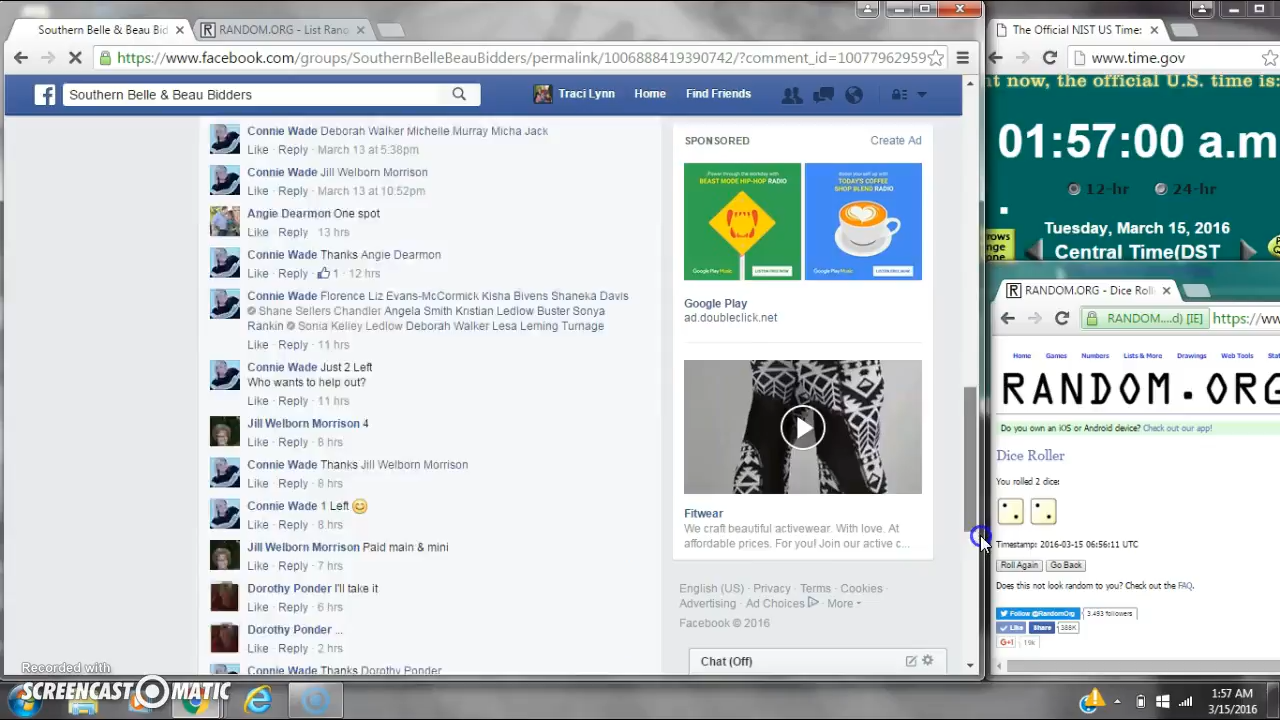 Southern Belle & Beau Bid
RANDOM.ORG - List Rand
https://www.facebook.com/groups/SouthernBelleBeauBidders/permalink/1006888419390742/?comment_id=10077962959
Southern Belle & Beau Bidders
Traci Lynn
Home
Find Friends
Connie Wade Deborah Walker Michelle Murray Micha Jack
Like · Reply · March 13 at 5:38pm
Connie Wade Jill Welborn Morrison
Like · Reply · March 13 at 10:52pm
Angie Dearmon One spot
Like · Reply · 13 hrs
Connie Wade Thanks Angie Dearmon
Like · Reply · 1 · 12 hrs
Connie Wade Florence Liz Evans-McCormick Kisha Bivens Shaneka Davis
Shane Sellers Chandler Angela Smith Kristian Ledlow Buster Sonya
Rankin Sonia Kelley Ledlow Deborah Walker Lesa Leming Turnage
Like · Reply · 11 hrs
Connie Wade Just 2 Left
Who wants to help out?
Like · Reply · 11 hrs
Jill Welborn Morrison 4
Like · Reply · 8 hrs
Connie Wade Thanks Jill Welborn Morrison
Like · Reply · 8 hrs
Connie Wade 1 Left
Like · Reply · 8 hrs
Jill Welborn Morrison Paid main & mini
Like · Reply · 7 hrs
Dorothy Ponder I'll take it
Like · Reply · 6 hrs
Dorothy Ponder
Like · Reply · 2 hrs
Connie Wade Thanks Dorothy Ponder
SPONSORED
Create Ad
Google Play
ad.doubleclick.net
Fitwear
We craft beautiful activewear. With love. At
affordable prices. For you! Join our active c...
English (US) · Privacy · Terms · Cookies ·
Advertising · Ad Choices · More
Facebook © 2016
Chat (Off)
The Official NIST US Time:
www.time.gov
t now, the official U.S. time is:
01:57:00 a.m
12-hr
24-hr
Tuesday, March 15, 2016
Central Time(DST
RANDOM.ORG - Dice Roll
RANDOM....d) [IE]
https://ww
Home Games Numbers Lists & More Drawings Web Tools Stat
RANDOM.ORG
Do you own an iOS or Android device? Check out our app!
Dice Roller
You rolled 2 dice:
Timestamp: 2016-03-15 06:56:11 UTC
Roll Again
Go Back
Does this not look random to you? Check out the FAQ.
Follow @RandomOrg
3,493 followers
Like
Share
388K
G+1
19k
Recorded with
SCREENCAST-O-MATIC
1:57 AM
3/15/2016